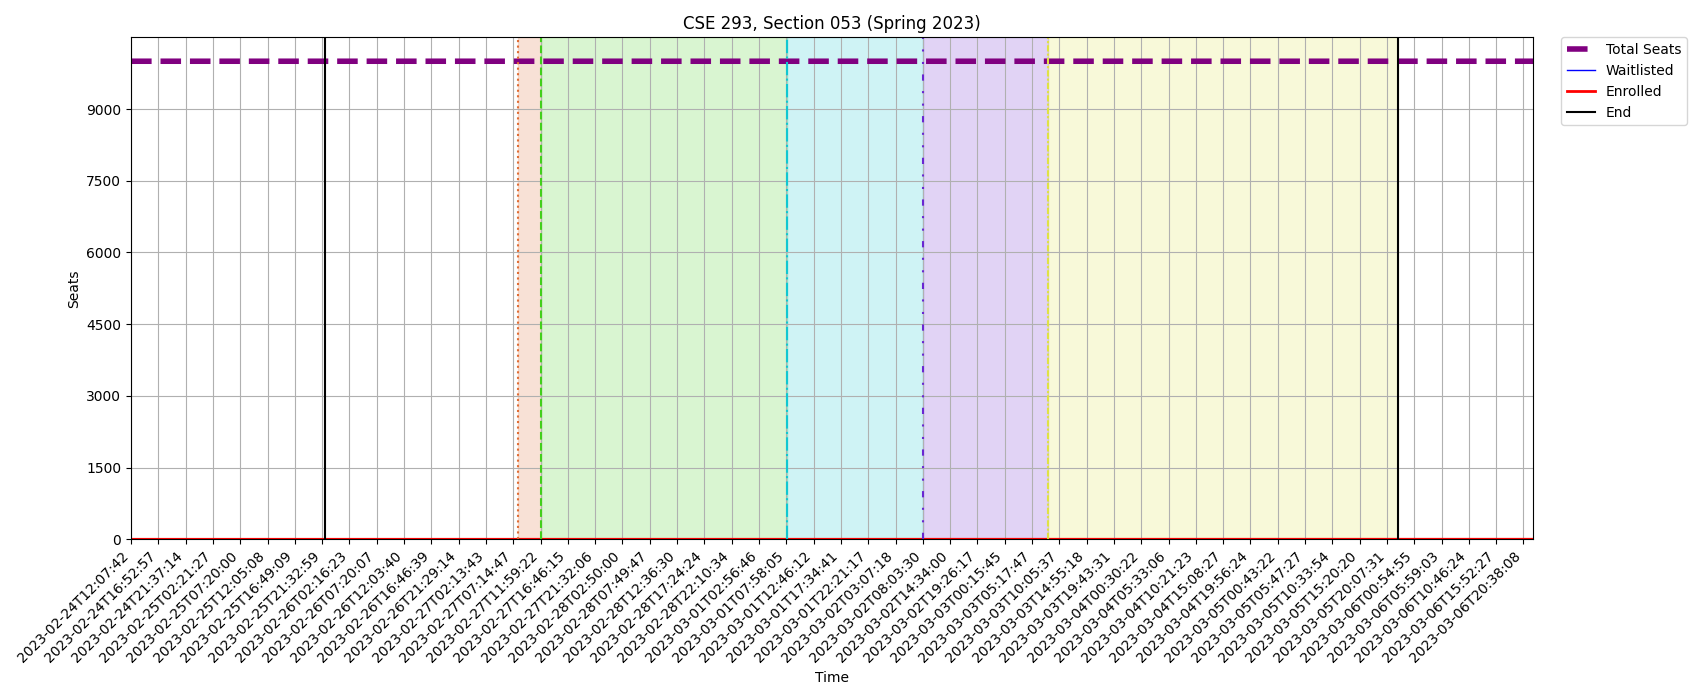 CSE 293, Section 053 (Spring 2023)
Total Seats
Waitlisted
Enrolled
End
9000
7500
6000
4500
3000
1500
0
Seats
2023-02-24T12:07:42
2023-02-24T16:52:57
2023-02-24T21:37:14
2023-02-25T02:21:27
2023-02-25T07:20:00
2023-02-25T12:05:08
2023-02-25T16:49:09
2023-02-25T21:32:59
2023-02-26T02:16:23
2023-02-26T07:20:07
2023-02-26T12:03:40
2023-02-26T16:46:39
2023-02-26T21:29:14
2023-02-27T02:13:43
2023-02-27T07:14:47
2023-02-27T11:59:22
2023-02-27T16:46:15
2023-02-27T21:32:06
2023-02-28T02:50:00
2023-02-28T07:49:47
2023-02-28T12:36:30
2023-02-28T17:24:24
2023-02-28T22:10:34
2023-03-01T02:56:46
2023-03-01T07:58:05
2023-03-01T12:46:12
2023-03-01T17:34:41
2023-03-01T22:21:17
2023-03-02T03:07:18
2023-03-02T08:03:30
2023-03-02T14:34:00
2023-03-02T19:26:17
2023-03-03T00:15:45
2023-03-03T05:17:47
2023-03-03T10:05:37
2023-03-03T14:55:18
2023-03-03T19:43:31
2023-03-04T00:30:22
2023-03-04T05:33:06
2023-03-04T10:21:23
2023-03-04T15:08:27
2023-03-04T19:56:24
2023-03-05T00:43:22
2023-03-05T05:47:27
2023-03-05T10:33:54
2023-03-05T15:20:20
2023-03-05T20:07:31
2023-03-06T00:54:55
2023-03-06T05:59:03
2023-03-06T10:46:24
2023-03-06T15:52:27
2023-03-06T20:38:08
Time